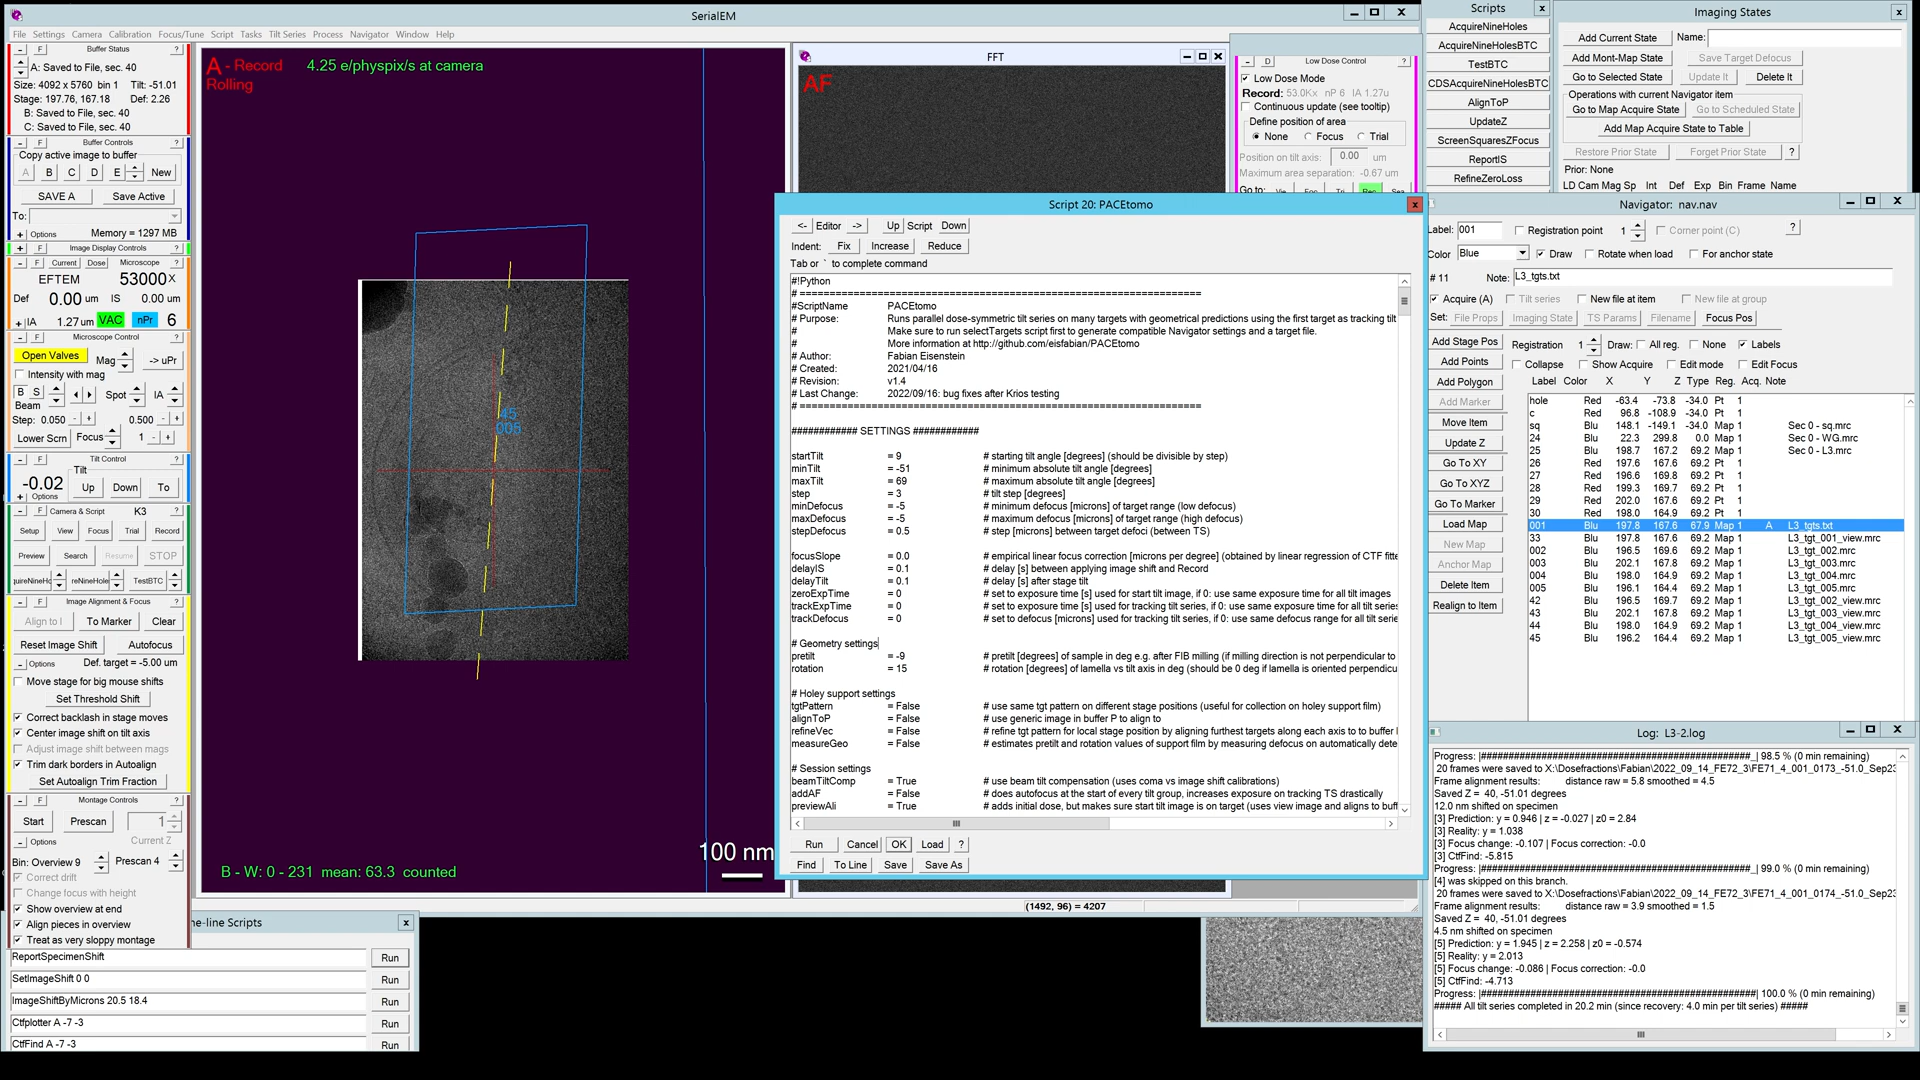 SerialEM
File Settings Camera Calibration Focus/Tune Script Tasks Tilt Series Process Navigator Window Help
- F Buffer Status ?
A: Saved to File, sec. 40
Size: 4092 x 5760 bin 1 Tilt: -51.01
Stage: 197.76, 167.18 Def: 2.26
B: Saved to File, sec. 40
C: Saved to File, sec. 40
- F Buffer Controls ?
Copy active image to buffer
A B C D E New
SAVE A Save Active
To:
+ Options Memory = 1297 MB
+ Image Display Controls ?
- F Current Dose Microscope ?
EFTEM 53000 X
Def 0.00 um IS 0.00 um
+ IA 1.27 um VAC nPr 6
- F Microscope Control ?
Open Valves Mag -> uPr
Intensity with mag
B S Spot IA
Beam
Step: 0.050 - + 0.500 - +
Lower Scrn Focus 1 - +
- F Tilt Control ?
Tilt
-0.02 Up Down To
+ Options
- F Camera & Script K3 ?
Setup View Focus Trial Record
Preview Search Resume STOP
quireNineHo reNineHole TestBTC
- F Image Alignment & Focus ?
Align to I To Marker Clear
Reset Image Shift Autofocus
- Options Def. target = -5.00 um
Move stage for big mouse shifts
Set Threshold Shift
Correct backlash in stage moves
Center image shift on tilt axis
Adjust image shift between mags
Trim dark borders in Autoalign
Set Autoalign Trim Fraction
- F Montage Controls ?
Start Prescan 1
- Options Current Z
Bin: Overview 9 Prescan 4
Correct drift
Change focus with height
Show overview at end
Align pieces in overview
Treat as very sloppy montage
A - Record
Rolling
4.25 e/physpix/s at camera
45
005
100 nm
B - W: 0 - 231 mean: 63.3 counted
ne-line Scripts
ReportSpecimenShift Run
SetImageShift 0 0 Run
ImageShiftByMicrons 20.5 18.4 Run
Ctfplotter A -7 -3 Run
CtfFind A -7 -3 Run
FFT
AF
(1492, 96) = 4207
- D Low Dose Control ?
Low Dose Mode
Record: 53.0Kx nP 6 IA 1.27u
Continuous update (see tooltip)
Define position of area
None Focus Trial
Position on tilt axis: 0.00 um
Maximum area separation: -0.67 um
Go to:
Script 20: PACEtomo
<- Editor -> Up Script Down
Indent: Fix Increase Reduce
Tab or ` to complete command
#!Python
# ===================================================================
#ScriptName PACEtomo
# Purpose: Runs parallel dose-symmetric tilt series on many targets with geometrical predictions using the first target as tracking tilt
# Make sure to run selectTargets script first to generate compatible Navigator settings and a target file.
# More information at http://github.com/eisfabian/PACEtomo
# Author: Fabian Eisenstein
# Created: 2021/04/16
# Revision: v1.4
# Last Change: 2022/09/16: bug fixes after Krios testing
# ===================================================================
############ SETTINGS ############
startTilt = 9 # starting tilt angle [degrees] (should be divisible by step)
minTilt = -51 # minimum absolute tilt angle [degrees]
maxTilt = 69 # maximum absolute tilt angle [degrees]
step = 3 # tilt step [degrees]
minDefocus = -5 # minimum defocus [microns] of target range (low defocus)
maxDefocus = -5 # maximum defocus [microns] of target range (high defocus)
stepDefocus = 0.5 # step [microns] between target defoci (between TS)
focusSlope = 0.0 # empirical linear focus correction [microns per degree] (obtained by linear regression of CTF fitte
delayIS = 0.1 # delay [s] between applying image shift and Record
delayTilt = 0.1 # delay [s] after stage tilt
zeroExpTime = 0 # set to exposure time [s] used for start tilt image, if 0: use same exposure time for all tilt images
trackExpTime = 0 # set to exposure time [s] used for tracking tilt series, if 0: use same exposure time for all tilt series
trackDefocus = 0 # set to defocus [microns] used for tracking tilt series, if 0: use same defocus range for all tilt serie
# Geometry settings
pretilt = -9 # pretilt [degrees] of sample in deg e.g. after FIB milling (if milling direction is not perpendicular to
rotation = 15 # rotation [degrees] of lamella vs tilt axis in deg (should be 0 deg if lamella is oriented perpendicu
# Holey support settings
tgtPattern = False # use same tgt pattern on different stage positions (useful for collection on holey support film)
alignToP = False # use generic image in buffer P to align to
refineVec = False # refine tgt pattern for local stage position by aligning furthest targets along each axis to to buffer
measureGeo = False # estimates pretilt and rotation values of support film by measuring defocus on automatically dete
# Session settings
beamTiltComp = True # use beam tilt compensation (uses coma vs image shift calibrations)
addAF = False # does autofocus at the start of every tilt group, increases exposure on tracking TS drastically
previewAli = True # adds initial dose, but makes sure start tilt image is on target (uses view image and aligns to buff
Run Cancel OK Load ?
Find To Line Save Save As
Scripts
AcquireNineHoles
AcquireNineHolesBTC
TestBTC
CDSAcquireNineHolesBTC
AlignToP
UpdateZ
ScreenSquaresZFocus
ReportIS
RefineZeroLoss
Imaging States
Add Current State Name:
Add Mont-Map State Save Target Defocus
Go to Selected State Update It Delete It
Operations with current Navigator item
Go to Map Acquire State Go to Scheduled State
Add Map Acquire State to Table
Restore Prior State Forget Prior State ?
Prior: None
LD Cam Mag Sp Int Def Exp Bin Frame Name
Navigator: nav.nav
Label: 001 Registration point 1 Corner point (C) ?
Color Blue Draw Rotate when load For anchor state
# 11 Note: L3_tgts.txt
Acquire (A) Tilt series New file at item New file at group
Set: File Props Imaging State TS Params Filename Focus Pos
Add Stage Pos
Add Points
Add Polygon
Add Marker
Move Item
Update Z
Go To XY
Go To XYZ
Go To Marker
Load Map
New Map
Anchor Map
Delete Item
Realign to Item
Registration 1 Draw: All reg. None Labels
Collapse Show Acquire Edit mode Edit Focus
Label Color X Y Z Type Reg. Acq. Note
hole Red -63.4 -73.8 -34.0 Pt 1
c Red 96.8 -108.9 -34.0 Pt 1
sq Red 148.1 -149.1 -34.0 Map 1 Sec 0 - sq.mrc
24 Blu 22.3 299.8 0.0 Map 1 Sec 0 - WG.mrc
25 Blu 198.7 167.2 69.2 Map 1 Sec 0 - L3.mrc
26 Red 197.6 167.6 69.2 Pt 1
27 Red 196.6 169.8 69.2 Pt 1
28 Red 199.3 169.7 69.2 Pt 1
29 Red 202.0 167.6 69.2 Pt 1
30 Red 198.0 164.9 69.2 Pt 1
001 Blu 197.8 167.6 67.9 Map 1 A L3_tgts.txt
33 Blu 197.8 167.6 69.2 Map 1 L3_tgt_001_view.mrc
002 Blu 196.5 169.6 69.2 Map 1 L3_tgt_002.mrc
003 Blu 202.1 167.8 69.2 Map 1 L3_tgt_003.mrc
004 Blu 198.0 164.9 69.2 Map 1 L3_tgt_004.mrc
005 Blu 196.1 164.4 69.2 Map 1 L3_tgt_005.mrc
42 Blu 196.5 169.7 69.2 Map 1 L3_tgt_002_view.mrc
43 Blu 202.1 167.8 69.2 Map 1 L3_tgt_003_view.mrc
44 Blu 198.0 164.9 69.2 Map 1 L3_tgt_004_view.mrc
45 Blu 196.2 164.4 69.2 Map 1 L3_tgt_005_view.mrc
Log: L3-2.log
Progress: |############################################_| 98.5 % (0 min remaining)
20 frames were saved to X:\Dosefractions\Fabian\2022_09_14_FE72_3\FE71_4_001_0173_-51.0_Sep23
Frame alignment results: distance raw = 5.8 smoothed = 4.5
Saved Z = 40, -51.01 degrees
12.0 nm shifted on specimen
[3] Prediction: y = 0.946 | z = -0.027 | z0 = 2.84
[3] Reality: y = 1.038
[3] Focus change: -0.107 | Focus correction: -0.0
[3] CtfFind: -5.815
Progress: |############################################_| 99.0 % (0 min remaining)
[4] was skipped on this branch.
20 frames were saved to X:\Dosefractions\Fabian\2022_09_14_FE72_3\FE71_4_001_0174_-51.0_Sep23
Frame alignment results: distance raw = 3.9 smoothed = 1.5
Saved Z = 40, -51.01 degrees
4.5 nm shifted on specimen
[5] Prediction: y = 1.945 | z = 2.258 | z0 = -0.574
[5] Reality: y = 2.013
[5] Focus change: -0.086 | Focus correction: -0.0
[5] CtfFind: -4.713
Progress: |#############################################| 100.0 % (0 min remaining)
##### All tilt series completed in 20.2 min (since recovery: 4.0 min per tilt series) #####